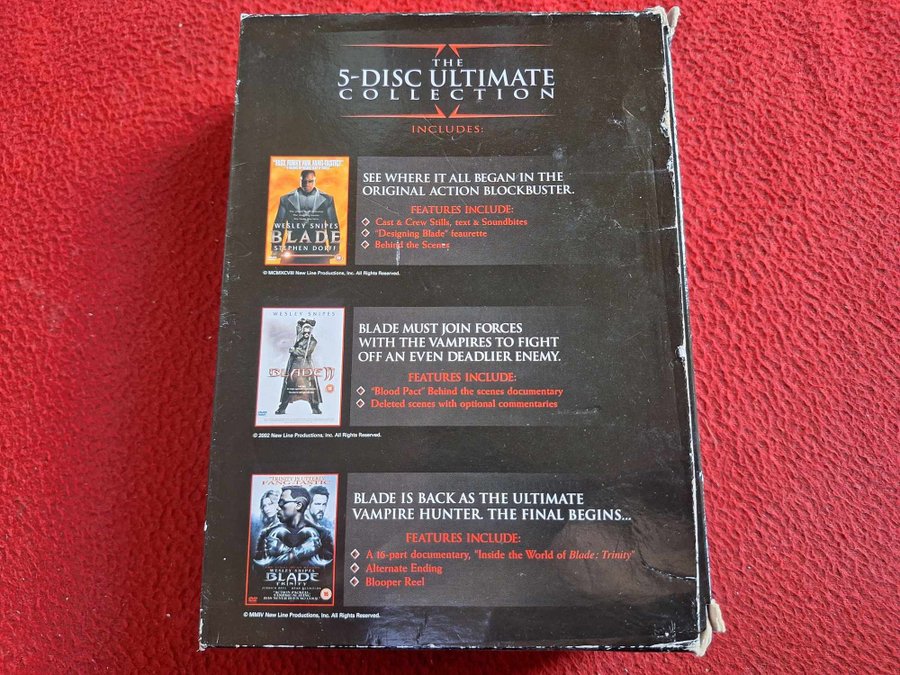 THE
5-DISC ULTIMATE
COLLECTION
INCLUDES:
SEE WHERE IT ALL BEGAN IN THE
ORIGINAL ACTION BLOCKBUSTER.
FEATURES INCLUDE:
Cast & Crew Stills, text & Soundbites
"Designing Blade" feaurette
Behind the Scenes
WESLEY SNIPES
BLADE
STEPHEN DORFF
© MCMXCVIII New Line Productions, Inc. All Rights Reserved.
WESLEY SNIPES
BLADE II
BLADE MUST JOIN FORCES
WITH THE VAMPIRES TO FIGHT
OFF AN EVEN DEADLIER ENEMY.
FEATURES INCLUDE:
"Blood Pact" Behind the scenes documentary
Deleted scenes with optional commentaries
© 2002 New Line Productions, Inc. All Rights Reserved.
FANG-TASTIC
WESLEY SNIPES
BLADE
TRINITY
BLADE IS BACK AS THE ULTIMATE
VAMPIRE HUNTER. THE FINAL BEGINS...
FEATURES INCLUDE:
A 16-part documentary, "Inside the World of Blade: Trinity"
Alternate Ending
Blooper Reel
© MMIV New Line Productions, Inc. All Rights Reserved.